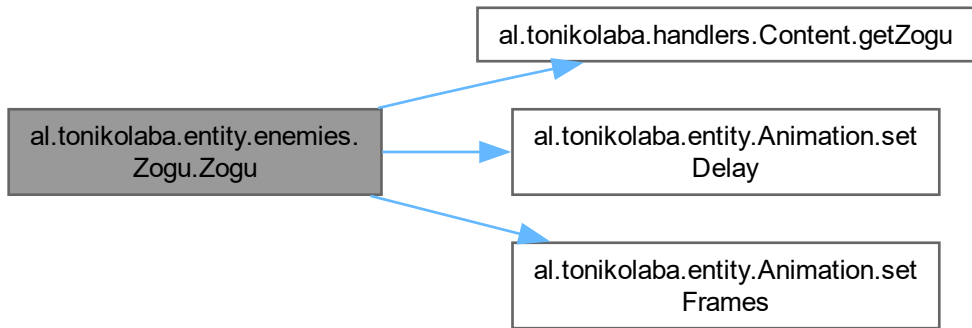 al.tonikolaba.handlers.Content.getZogu
al.tonikolaba.entity.enemies.
Zogu.Zogu
al.tonikolaba.entity.Animation.set
Delay
al.tonikolaba.entity.Animation.set
Frames